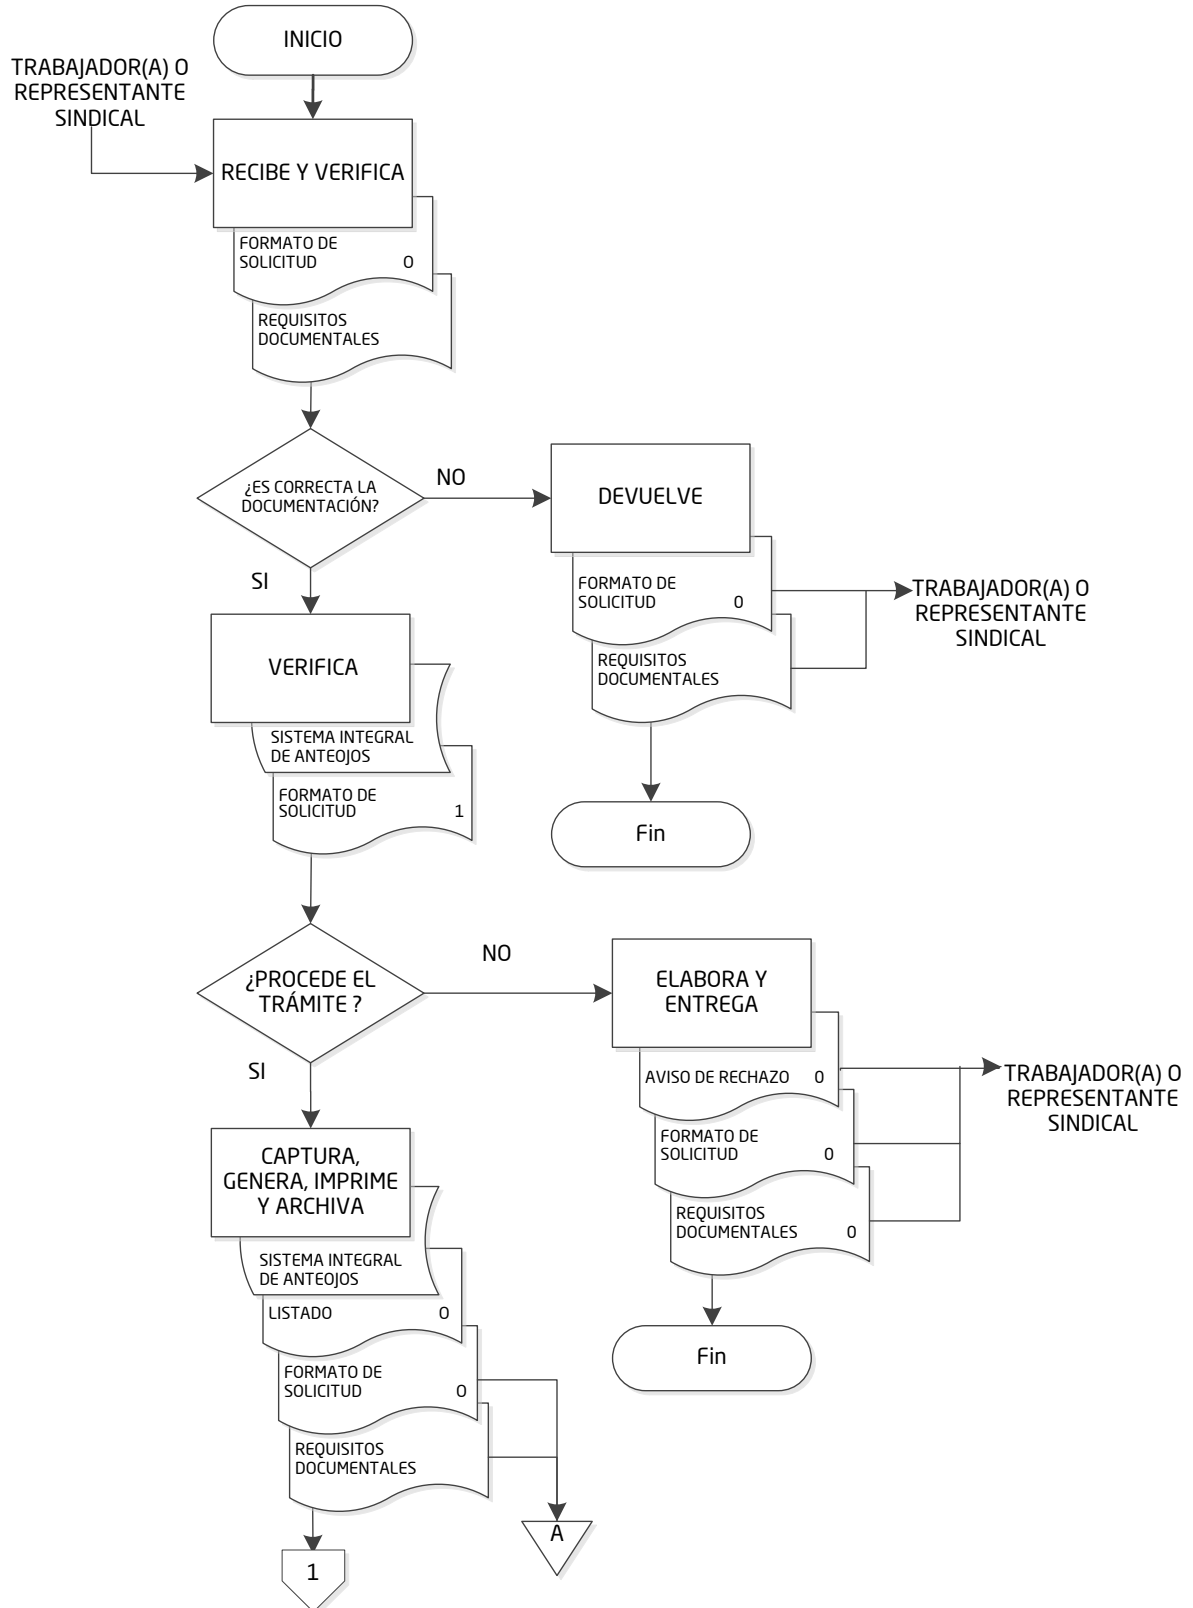 INICIO
TRABAJADOR(A) O
REPRESENTANTE
SINDICAL
RECIBE Y VERIFICA
FORMATO DE
SOLICITUD 0
REQUISITOS
DOCUMENTALES
¿ES CORRECTA LA
DOCUMENTACIÓN?
NO
DEVUELVE
FORMATO DE
SOLICITUD 0
REQUISITOS
DOCUMENTALES
TRABAJADOR(A) O
REPRESENTANTE
SINDICAL
Fin
SI
VERIFICA
SISTEMA INTEGRAL
DE ANTEOJOS
FORMATO DE
SOLICITUD 1
¿PROCEDE EL
TRÁMITE ?
NO
ELABORA Y
ENTREGA
AVISO DE RECHAZO 0
FORMATO DE
SOLICITUD 0
REQUISITOS
DOCUMENTALES 0
TRABAJADOR(A) O
REPRESENTANTE
SINDICAL
Fin
SI
CAPTURA,
GENERA, IMPRIME
Y ARCHIVA
SISTEMA INTEGRAL
DE ANTEOJOS
LISTADO 0
FORMATO DE
SOLICITUD 0
REQUISITOS
DOCUMENTALES
A
1